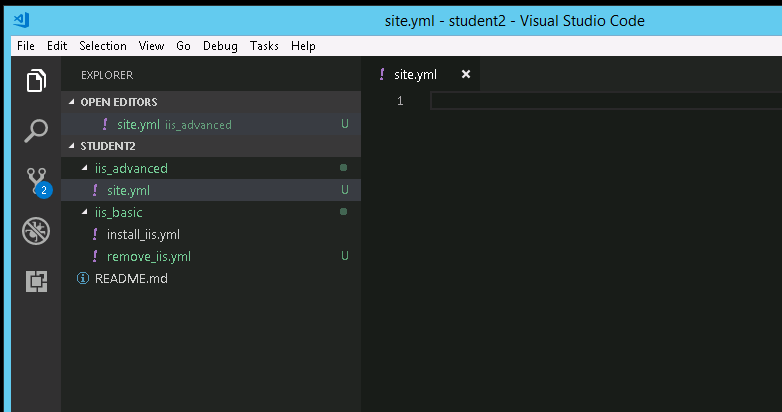 site.yml - student2 - Visual Studio Code
File Edit Selection View Go Debug Tasks Help
EXPLORER
OPEN EDITORS
! site.yml iis_advanced U
STUDENT2
iis_advanced
! site.yml U
iis_basic
! install_iis.yml
! remove_iis.yml U
README.md
2
! site.yml
1